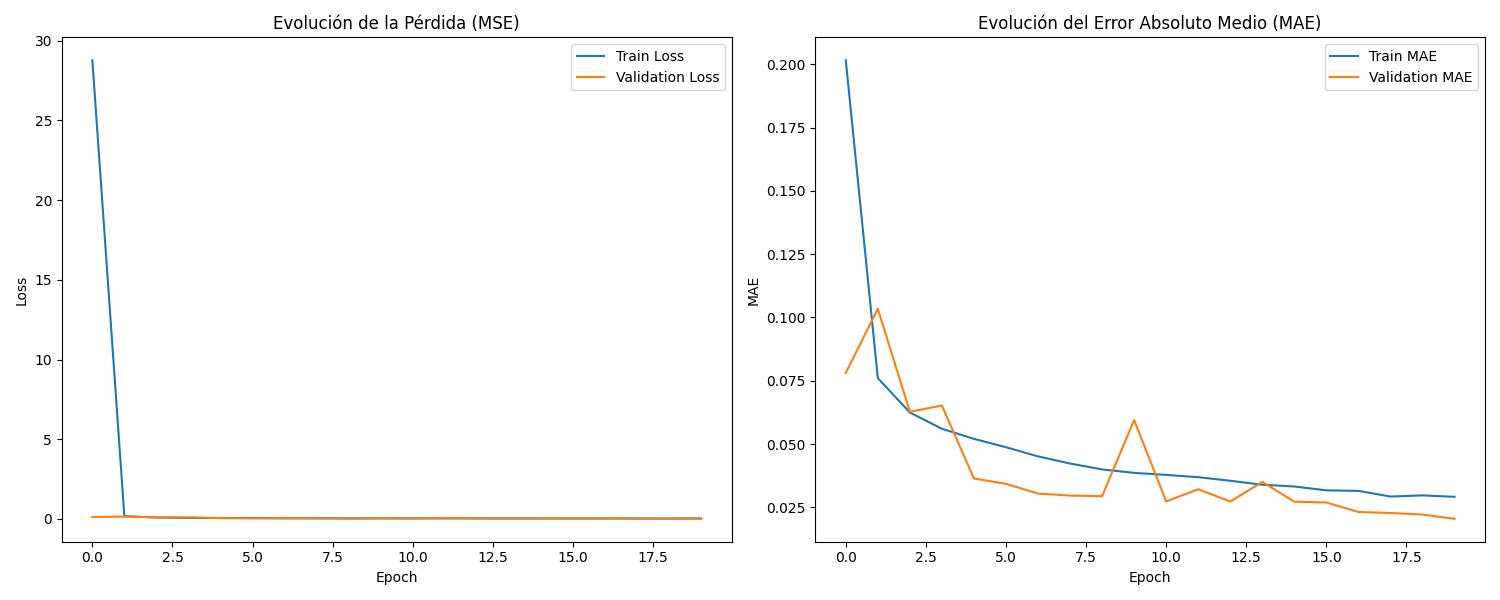 Evolución de la Pérdida (MSE)
30
25
20
15
10
5
0
Loss
0.0 2.5 5.0 7.5 10.0 12.5 15.0 17.5
Epoch
Train Loss
Validation Loss
Evolución del Error Absoluto Medio (MAE)
0.200
0.175
0.150
0.125
0.100
0.075
0.050
0.025
MAE
0.0 2.5 5.0 7.5 10.0 12.5 15.0 17.5
Epoch
Train MAE
Validation MAE